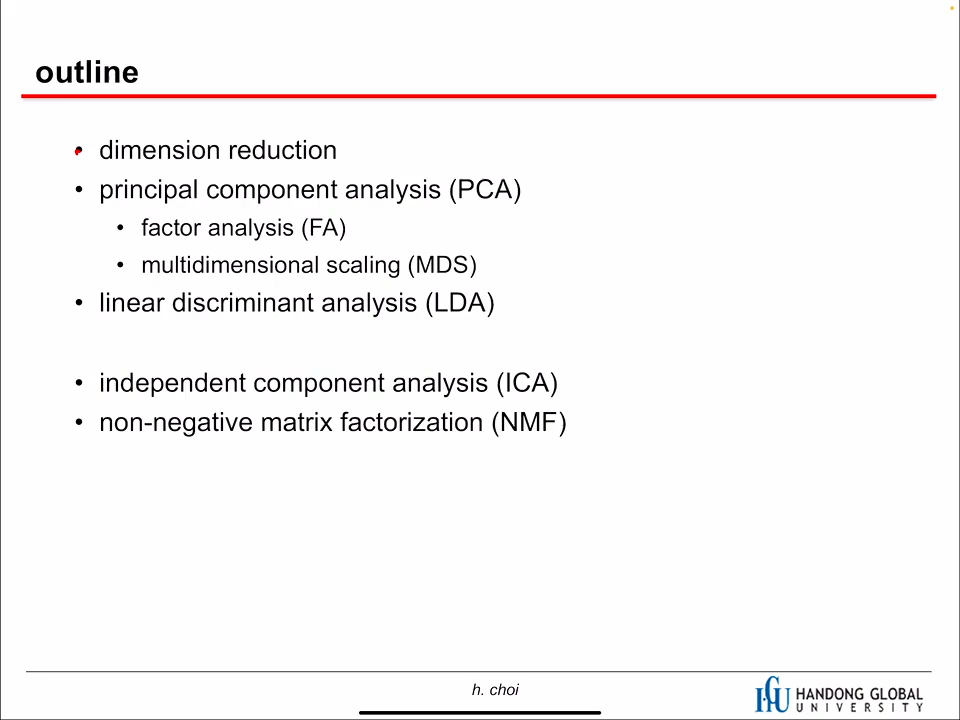 outline
• dimension reduction
• principal component analysis (PCA)
• factor analysis (FA)
• multidimensional scaling (MDS)
• linear discriminant analysis (LDA)
• independent component analysis (ICA)
• non-negative matrix factorization (NMF)
h. choi
HANDONG GLOBAL
UNIVERSITY